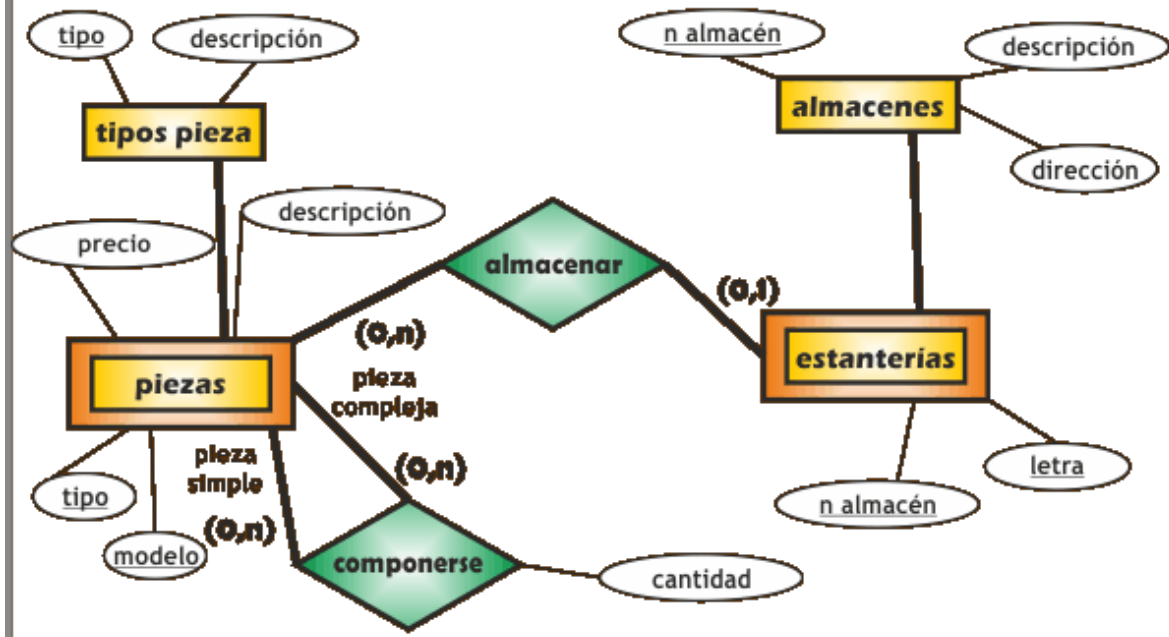 tipo
descripción
n almacén
descripción
tipos pieza
almacenes
dirección
descripción
precio
almacenar
(0,1)
(0,n)
piezas
estanterías
pieza
compleja
pieza
simple
(0,n)
letra
tipo
n almacén
(0,n)
modelo
componerse
cantidad